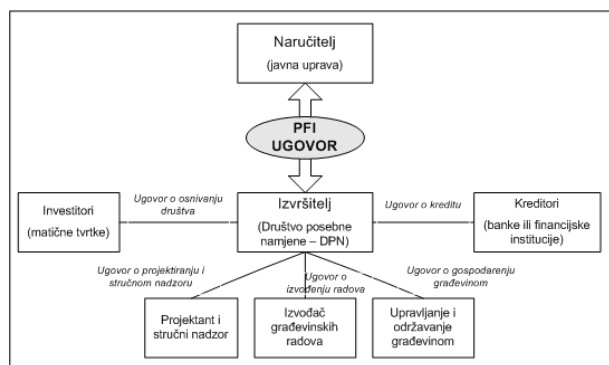 Naručitelj
(javna uprava)
PFI
UGOVOR
Investitori
(matične tvrtke)
Ugovor o osnivanju
društva
Izvršitelj
(Društvo posebne
namjene – DPN)
Ugovor o kreditu
Kreditori
(banke ili financijske
institucije)
Ugovor o projektiranju i
stručnom nadzoru
Ugovor o
izvođenju radova
Ugovor o gospodarenju
građevinom
Projektant i
stručni nadzor
Izvođač
građevinskih
radova
Upravljanje i
održavanje
građevinom